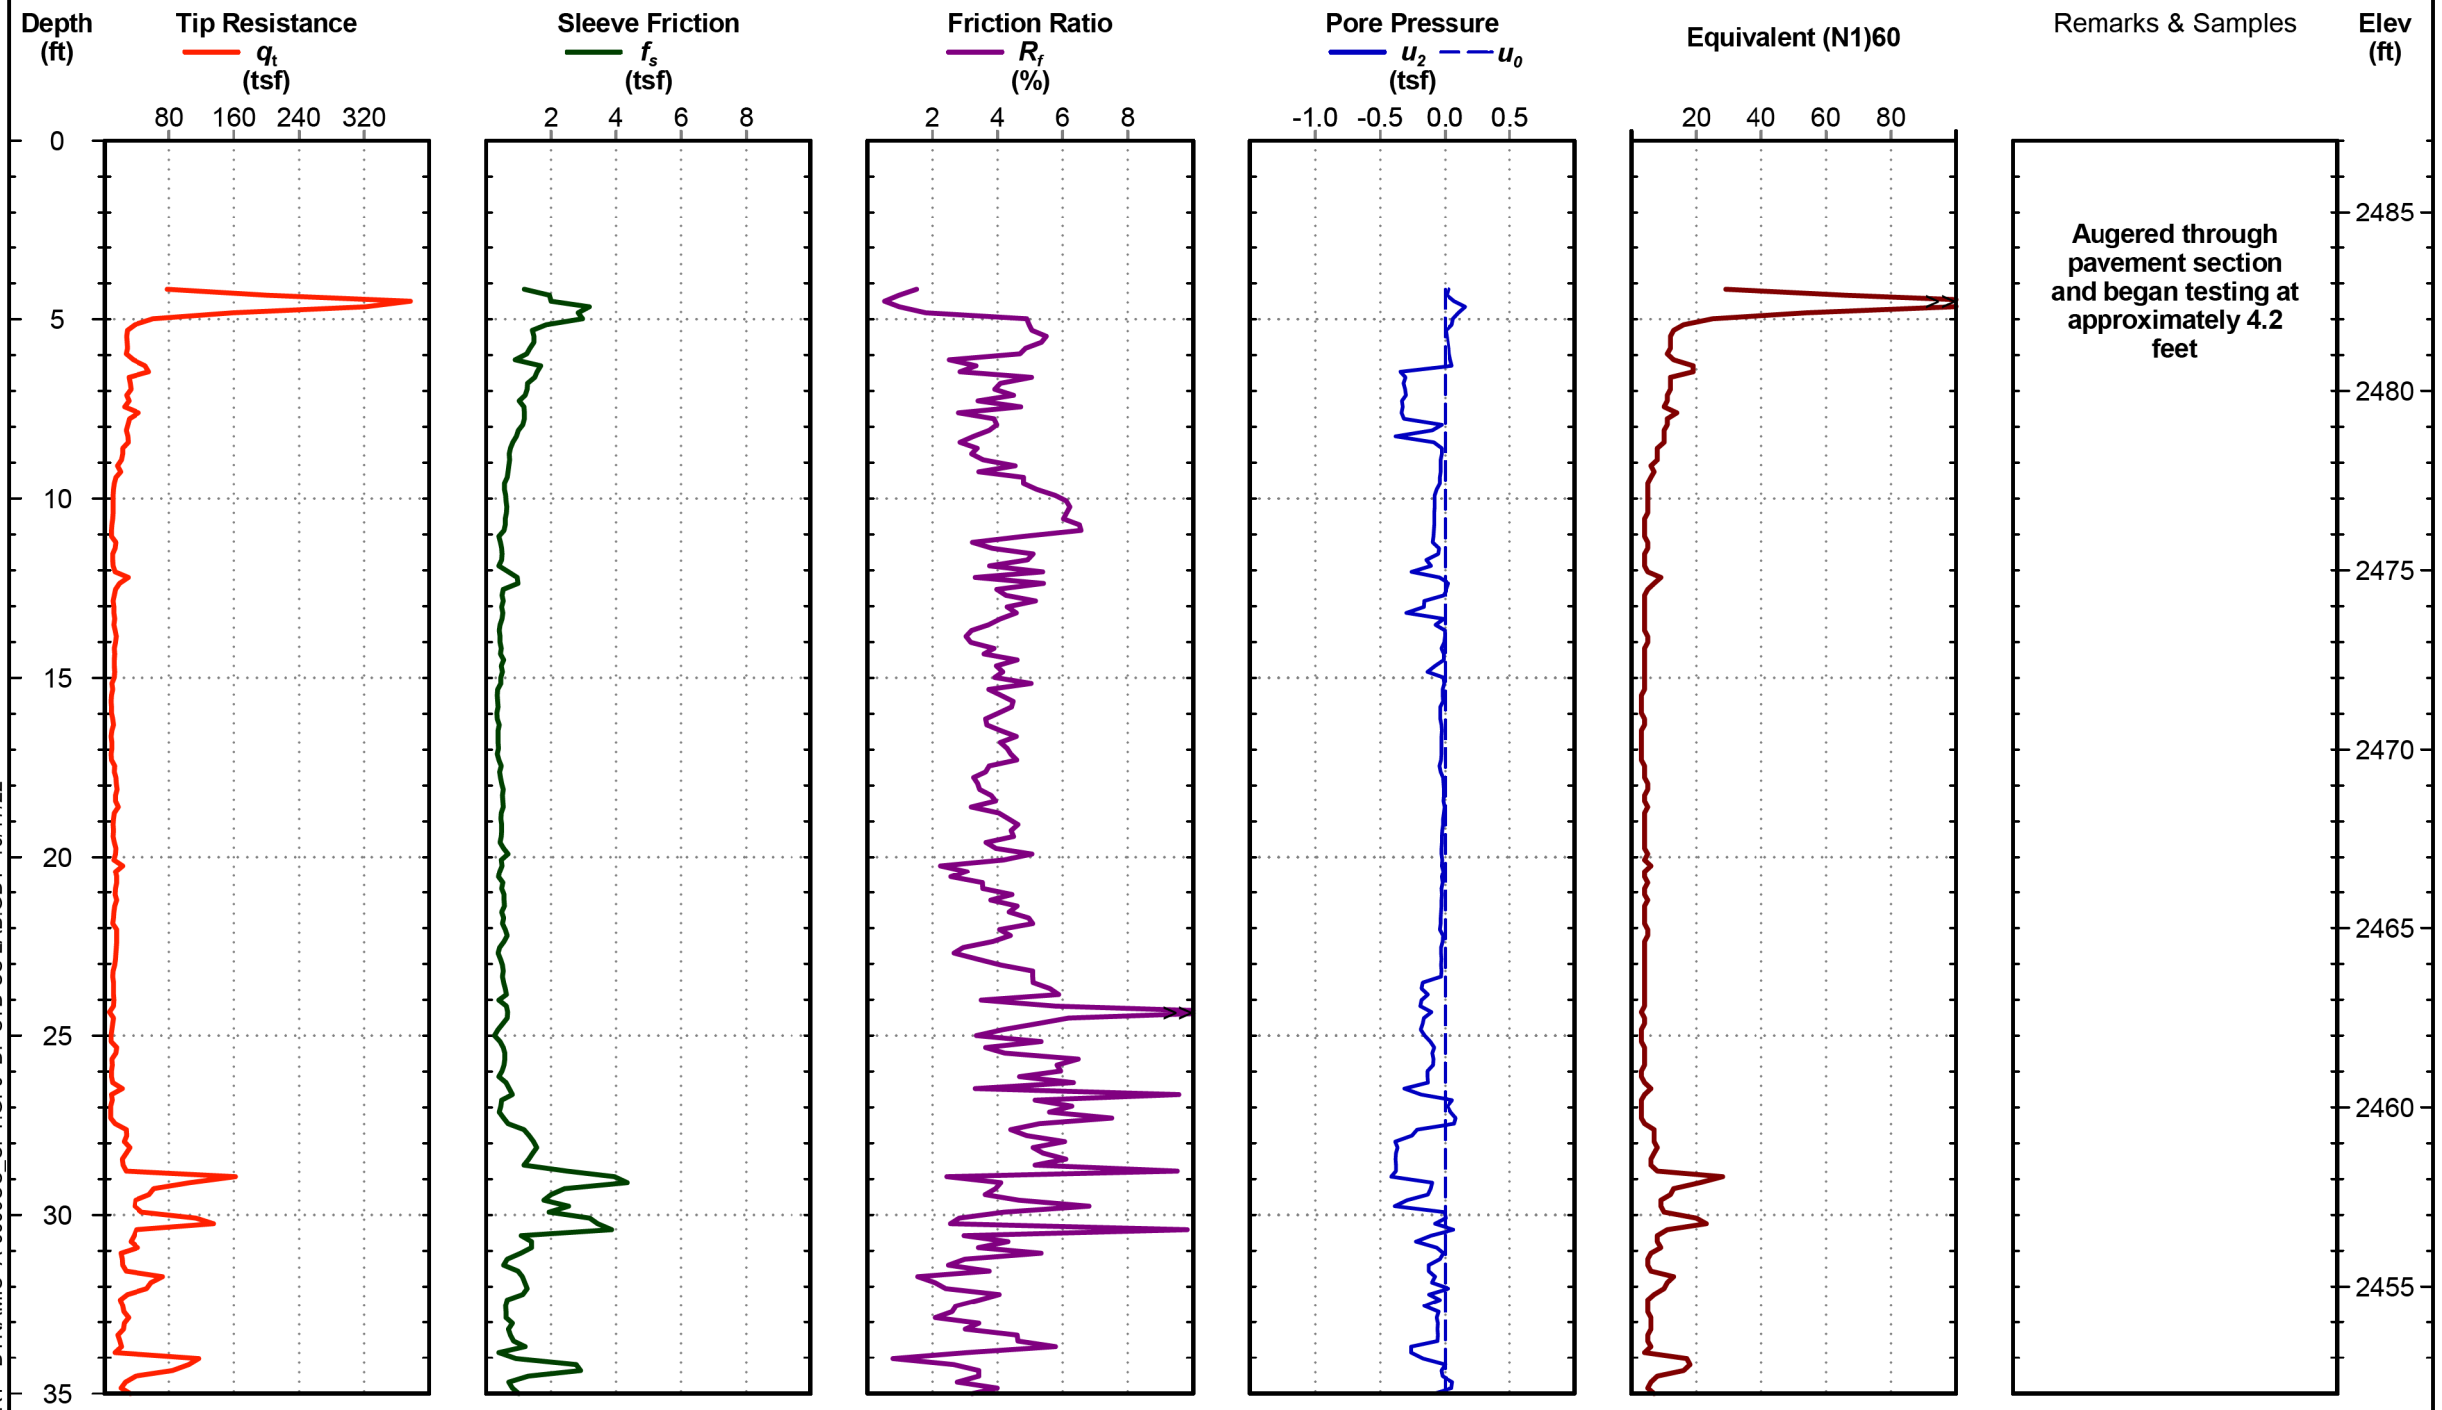 Depth
(ft)
Tip Resistance
qt
(tsf)
Sleeve Friction
fs
(tsf)
Friction Ratio
Rf
(%)
Pore Pressure
u2 u0
(tsf)
Equivalent (N1)60
Remarks & Samples
Elev
(ft)
80 160 240 320
2 4 6 8
2 4 6 8
-1.0 -0.5 0.0 0.5
20 40 60 80
0
5
10
15
20
25
30
35
>>
>>
Augered through
pavement section
and began testing at
approximately 4.2
feet
2485
2480
2475
2470
2465
2460
2455